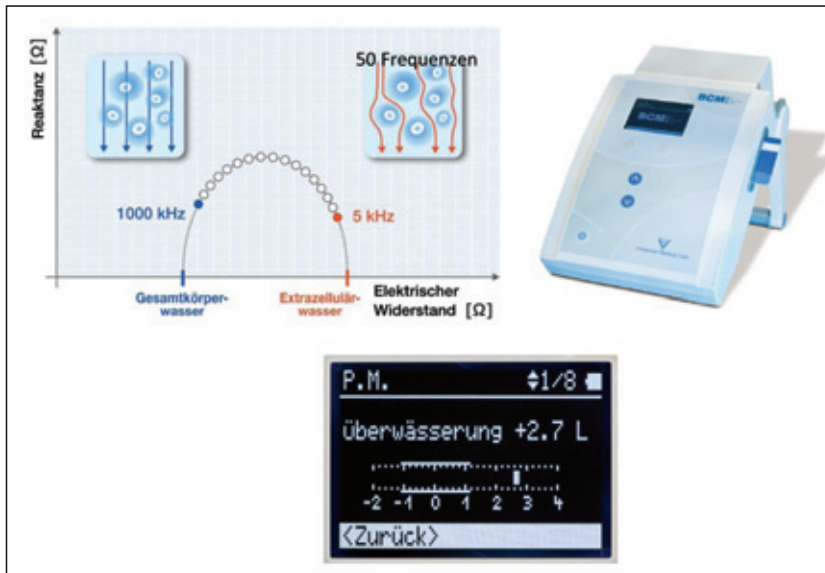 Reaktanz [Ω]
50 Frequenzen
1000 kHz
5 kHz
Gesamtkörper-
wasser
Extrazellulär-
wasser
Elektrischer
Widerstand [Ω]
BCM
BCM
P.M. 1/8
Überwässerung +2.7 L
-2 -1 0 1 2 3 4
<Zurück>